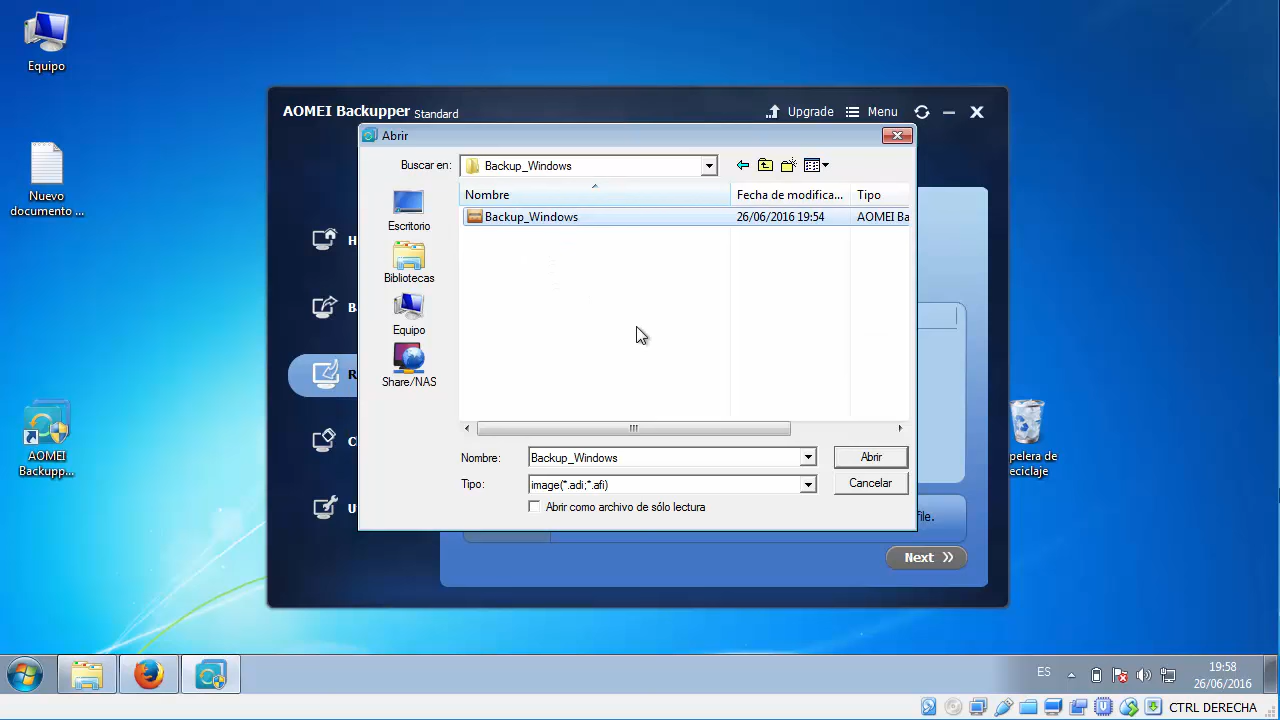 Equipo
Nuevo
documento ...
AOMEI
Backupp...
AOMEI Backupper Standard
Upgrade
Menu
Abrir
Buscar en:
Backup_Windows
Nombre
Fecha de modifica...
Tipo
Backup_Windows
26/06/2016 19:54
AOMEI Ba
Escritorio
Bibliotecas
Equipo
Share/NAS
H
B
R
C
U
Nombre:
Backup_Windows
Abrir
Tipo:
image(*.adi;*.afi)
Cancelar
Abrir como archivo de sólo lectura
file.
Next
pelera de
eciclaje
ES
19:58
26/06/2016
CTRL DERECHA